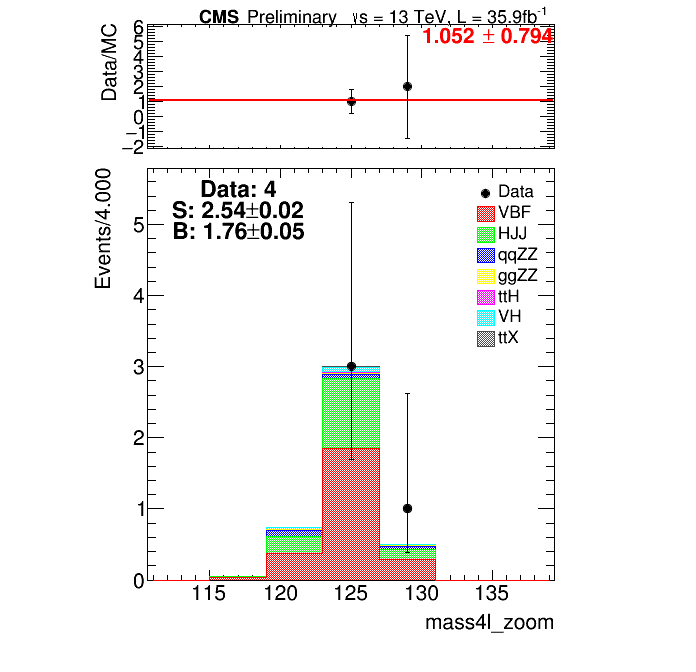 CMS Preliminary √s = 13 TeV, L = 35.9fb⁻¹
Data/MC
6
5
4
3
2
1
0
−1
−2
1.052 ± 0.794
Events/4.000
5
4
3
2
1
0
Data: 4
S: 2.54±0.02
B: 1.76±0.05
Data
VBF
HJJ
qqZZ
ggZZ
ttH
VH
ttX
115 120 125 130 135
mass4l_zoom